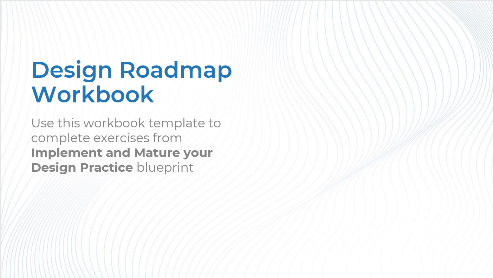 Design Roadmap
Workbook
Use this workbook template to
complete exercises from
Implement and Mature your
Design Practice blueprint